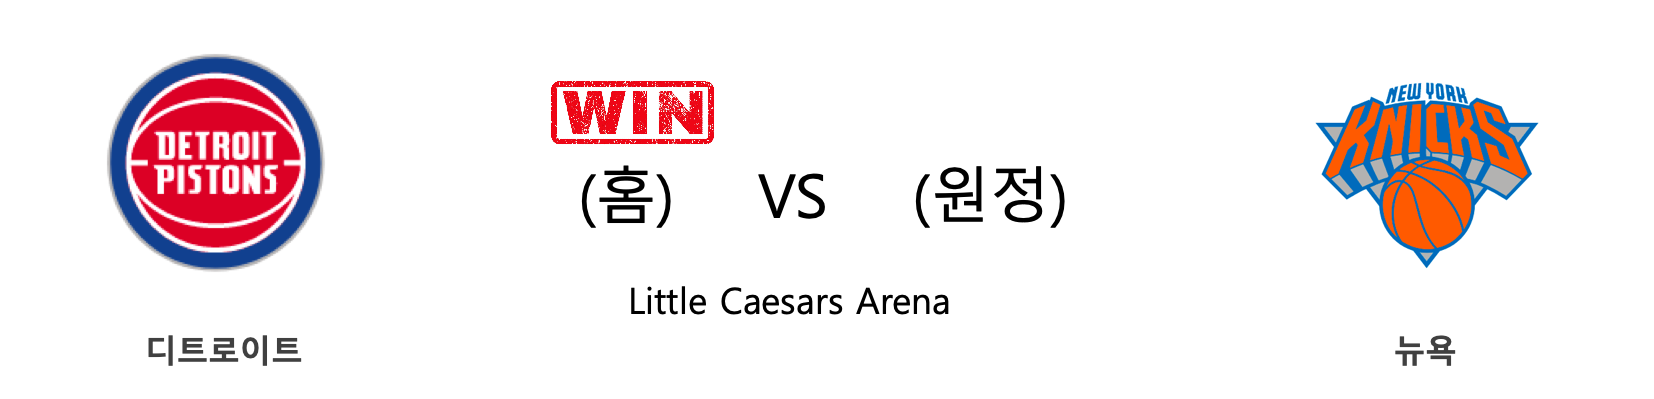 DETROIT
PISTONS
디트로이트
WIN
(홈) VS (원정)
Little Caesars Arena
NEW YORK
KNICKS
뉴욕